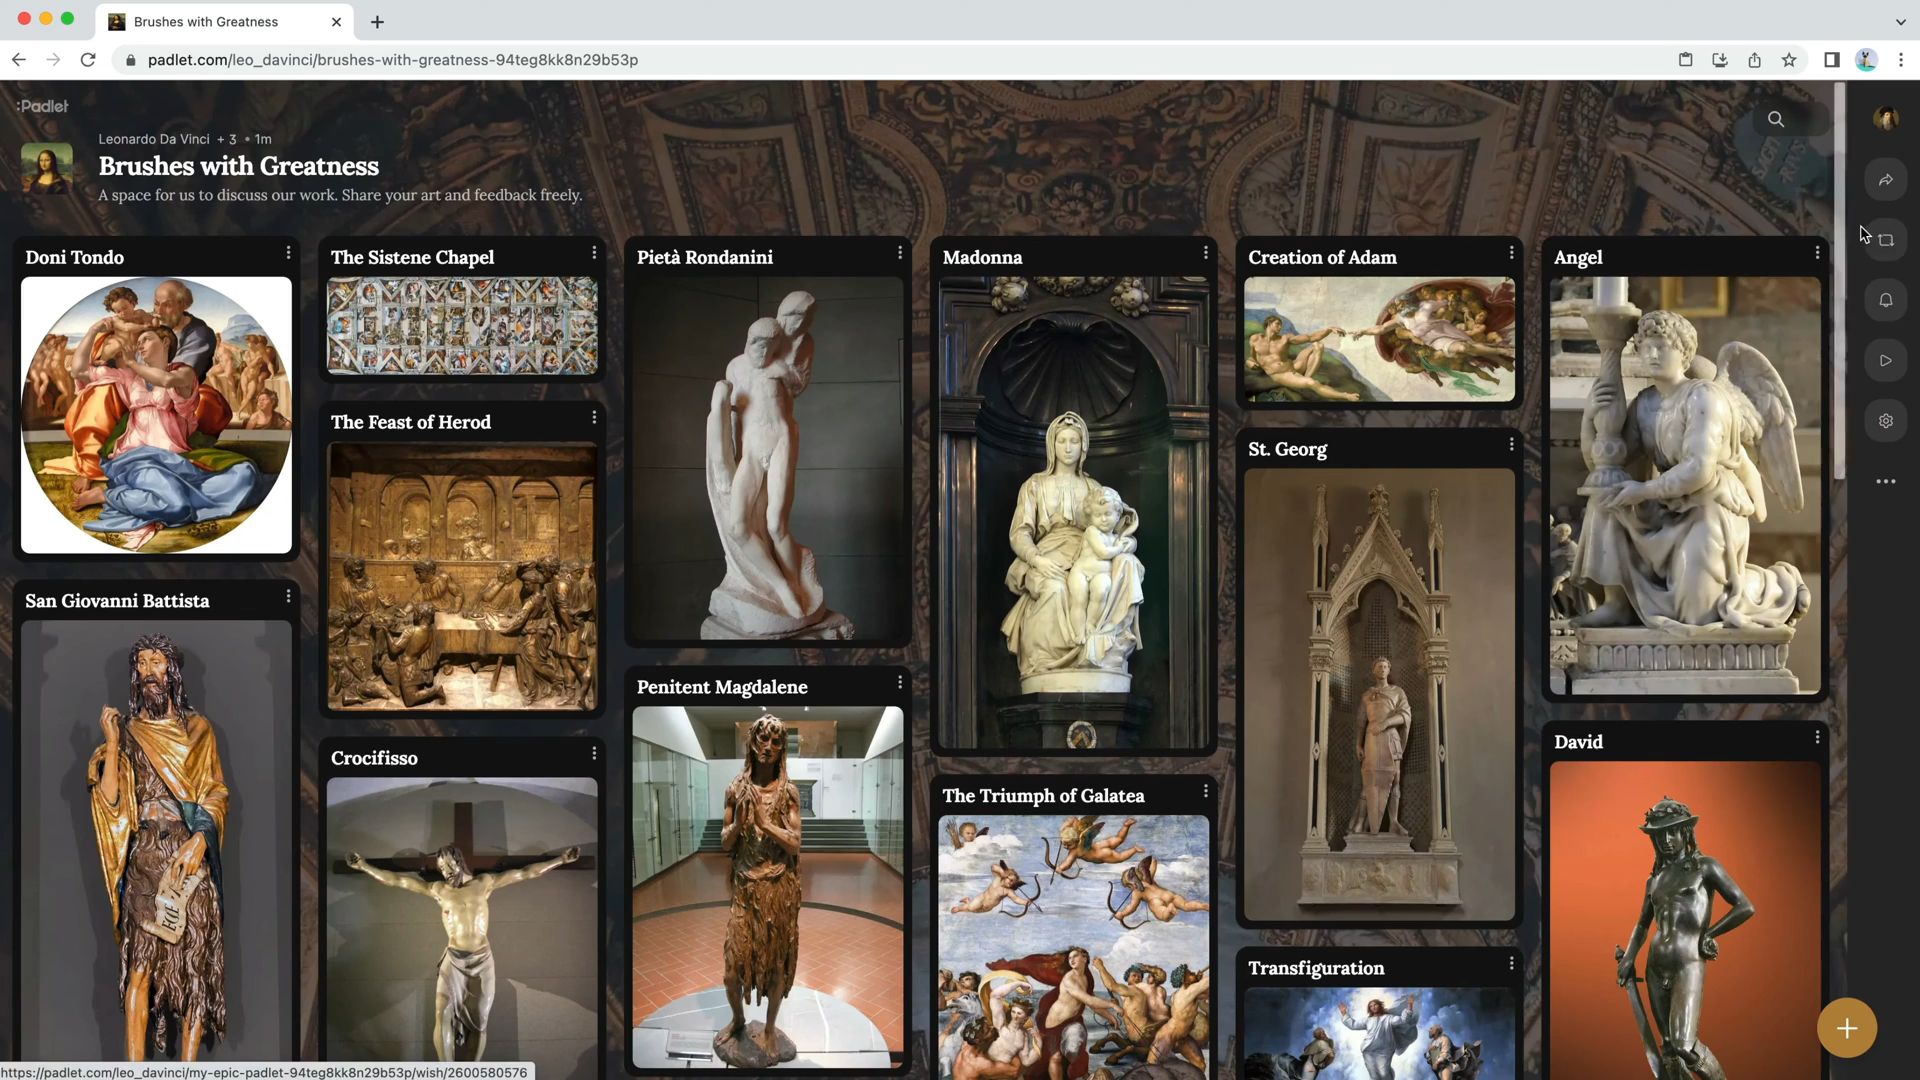 Brushes with Greatness
padlet.com/leo_davinci/brushes-with-greatness-94teg8kk8n29b53p
:Padlet
Leonardo Da Vinci + 3 • 1m
Brushes with Greatness
A space for us to discuss our work. Share your art and feedback freely.
Doni Tondo
The Sistene Chapel
Pietà Rondanini
Madonna
Creation of Adam
Angel
The Feast of Herod
St. Georg
San Giovanni Battista
Penitent Magdalene
David
Crocifisso
The Triumph of Galatea
Transfiguration
https://padlet.com/leo_davinci/my-epic-padlet-94teg8kk8n29b53p/wish/2600580576